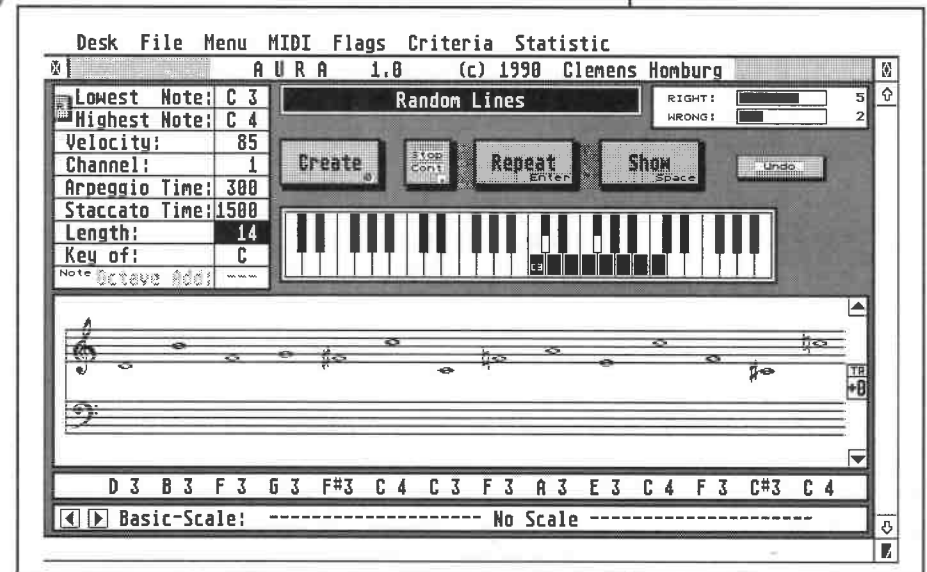 Desk File Menu MIDI Flags Criteria Statistic
AURA 1.0 (c) 1990 Clemens Homburg
Lowest Note: C 3
Highest Note: C 4
Velocity: 85
Channel: 1
Arpeggio Time: 300
Staccato Time: 1500
Length: 14
Key of: C
Note Octave Add: ---
Random Lines
RIGHT: 5
WRONG: 2
Create
Stop
Cont
Repeat
Enter
Show
Space
Undo
C3
TR
+0
D 3 B 3 F 3 G 3 F#3 C 4 C 3 F 3 A 3 E 3 C 4 F 3 C#3 C 4
Basic-Scale: ---------------------- No Scale -----------------------